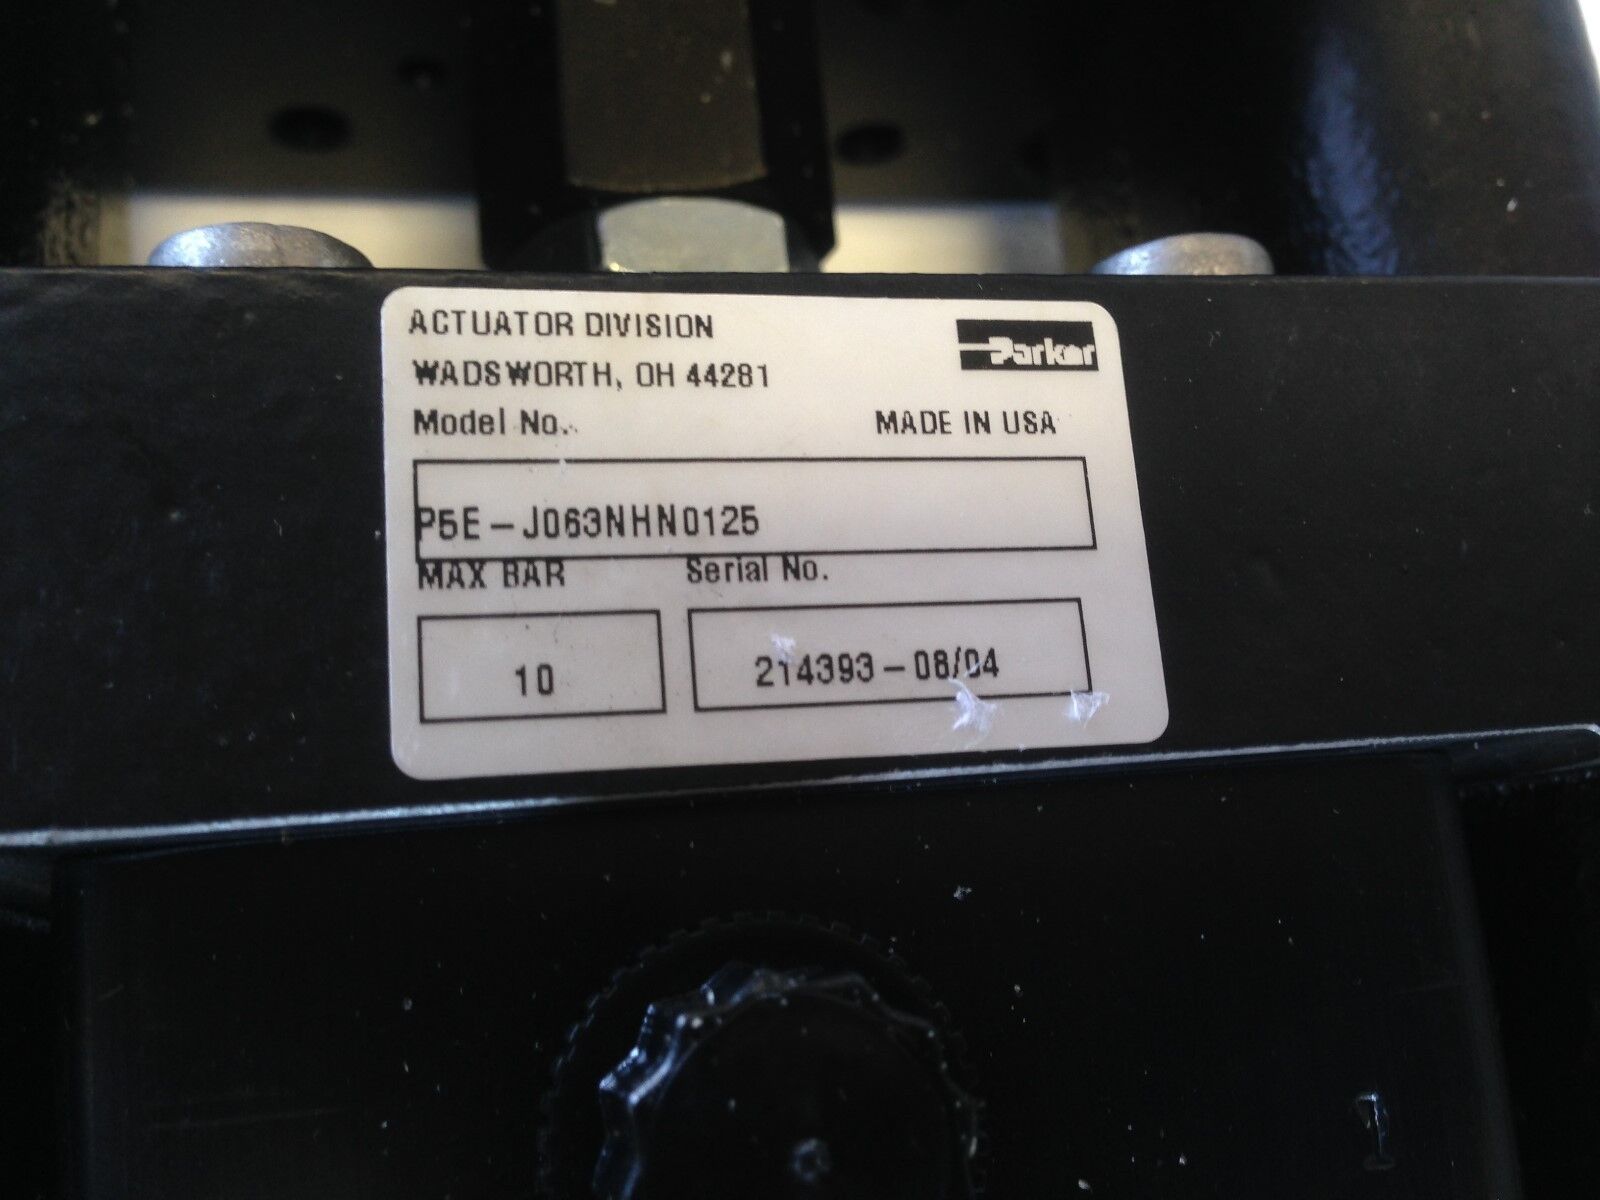 ACTUATOR DIVISION
Parker
WADSWORTH, OH 44281
Model No. MADE IN USA
P5E-J063NHN0125
MAX BAR Serial No.
10 214393-08/04